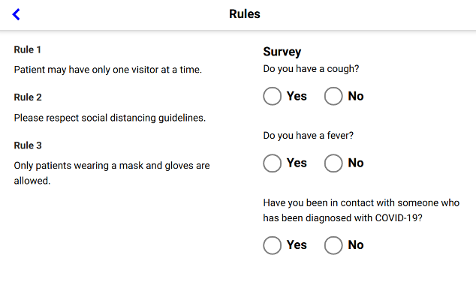 Rules
Rule 1
Patient may have only one visitor at a time.
Rule 2
Please respect social distancing guidelines.
Rule 3
Only patients wearing a mask and gloves are
allowed.
Survey
Do you have a cough?
Yes No
Do you have a fever?
Yes No
Have you been in contact with someone who
has been diagnosed with COVID-19?
Yes No